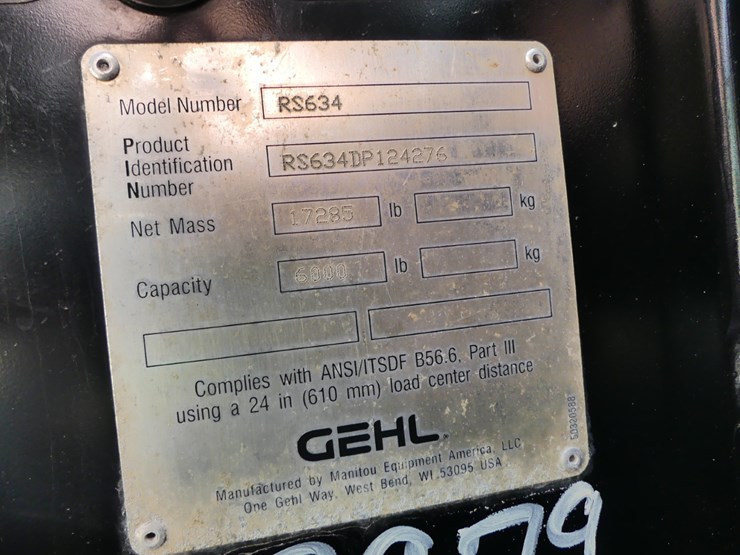 Model Number RS634
Product
Identification
Number
RS634DP124276
Net Mass 17285 lb kg
Capacity 6000 lb kg
Complies with ANSI/ITSDF B56.6, Part III
using a 24 in (610 mm) load center distance
GEHL
Manufactured by Manitou Equipment America, LLC
One Gehl Way, West Bend, WI 53095 USA
50300588